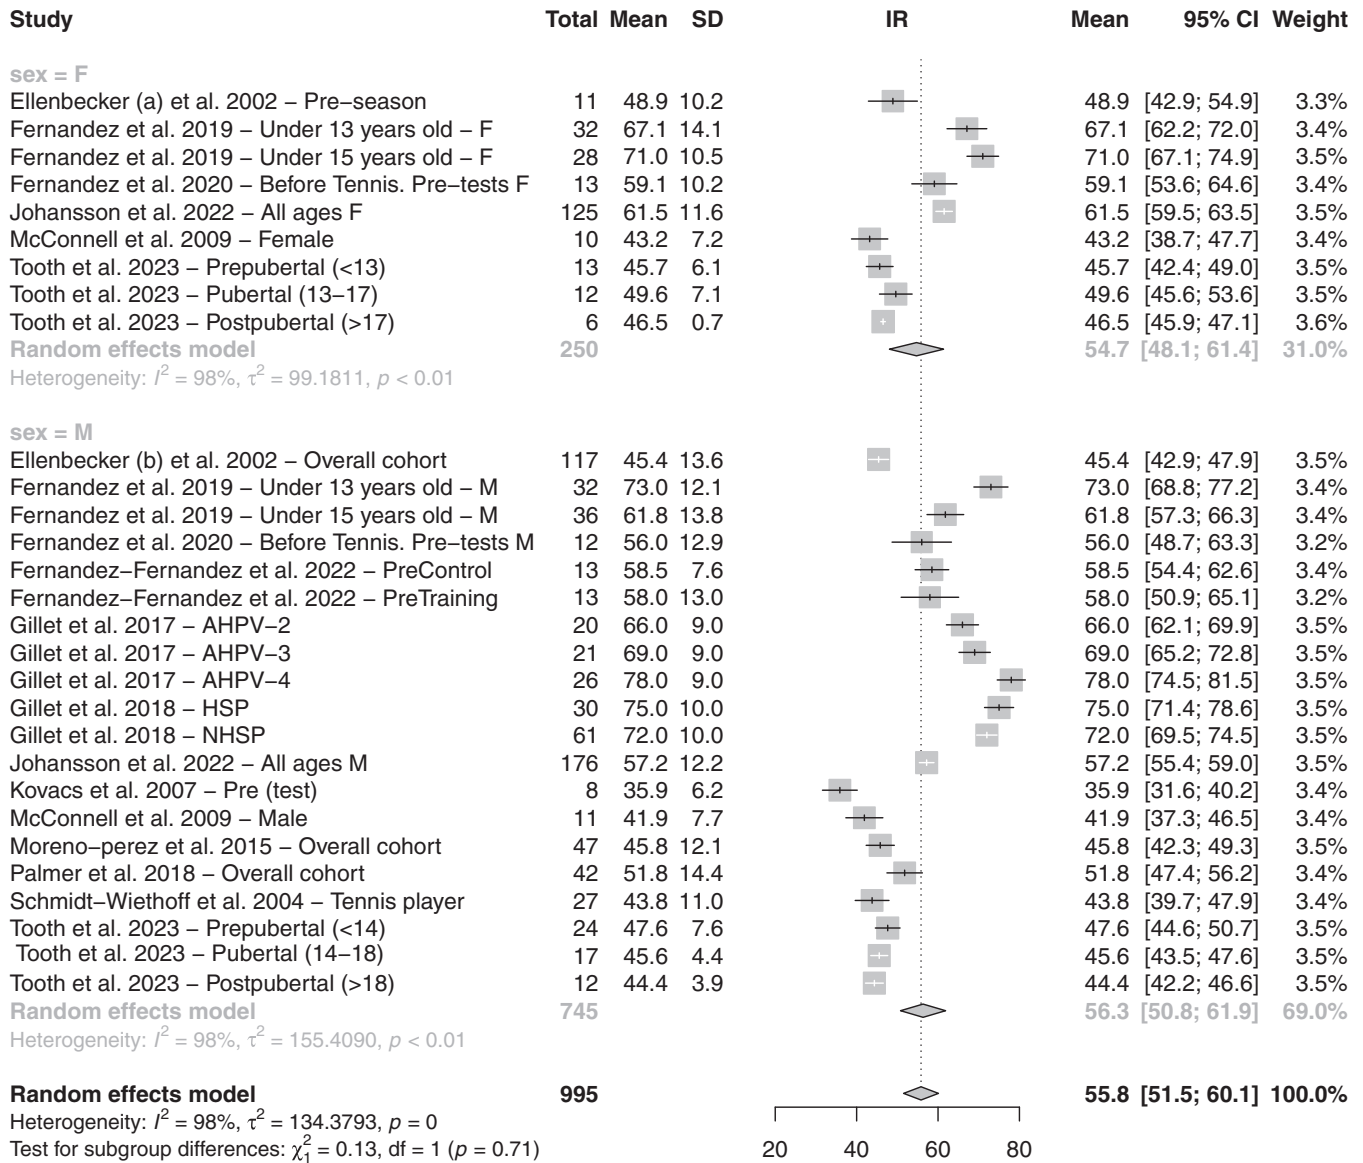 Study Total Mean SD IR Mean 95% CI Weight
sex = F
Ellenbecker (a) et al. 2002 − Pre−season 11 48.9 10.2 48.9 [42.9; 54.9] 3.3%
Fernandez et al. 2019 − Under 13 years old − F 32 67.1 14.1 67.1 [62.2; 72.0] 3.4%
Fernandez et al. 2019 − Under 15 years old − F 28 71.0 10.5 71.0 [67.1; 74.9] 3.5%
Fernandez et al. 2020 − Before Tennis. Pre−tests F 13 59.1 10.2 59.1 [53.6; 64.6] 3.4%
Johansson et al. 2022 − All ages F 125 61.5 11.6 61.5 [59.5; 63.5] 3.5%
McConnell et al. 2009 − Female 10 43.2 7.2 43.2 [38.7; 47.7] 3.4%
Tooth et al. 2023 − Prepubertal (<13) 13 45.7 6.1 45.7 [42.4; 49.0] 3.5%
Tooth et al. 2023 − Pubertal (13−17) 12 49.6 7.1 49.6 [45.6; 53.6] 3.5%
Tooth et al. 2023 − Postpubertal (>17) 6 46.5 0.7 46.5 [45.9; 47.1] 3.6%
Random effects model 250 54.7 [48.1; 61.4] 31.0%
Heterogeneity: I² = 98%, τ² = 99.1811, p < 0.01
sex = M
Ellenbecker (b) et al. 2002 − Overall cohort 117 45.4 13.6 45.4 [42.9; 47.9] 3.5%
Fernandez et al. 2019 − Under 13 years old − M 32 73.0 12.1 73.0 [68.8; 77.2] 3.4%
Fernandez et al. 2019 − Under 15 years old − M 36 61.8 13.8 61.8 [57.3; 66.3] 3.4%
Fernandez et al. 2020 − Before Tennis. Pre−tests M 12 56.0 12.9 56.0 [48.7; 63.3] 3.2%
Fernandez−Fernandez et al. 2022 − PreControl 13 58.5 7.6 58.5 [54.4; 62.6] 3.4%
Fernandez−Fernandez et al. 2022 − PreTraining 13 58.0 13.0 58.0 [50.9; 65.1] 3.2%
Gillet et al. 2017 − AHPV−2 20 66.0 9.0 66.0 [62.1; 69.9] 3.5%
Gillet et al. 2017 − AHPV−3 21 69.0 9.0 69.0 [65.2; 72.8] 3.5%
Gillet et al. 2017 − AHPV−4 26 78.0 9.0 78.0 [74.5; 81.5] 3.5%
Gillet et al. 2018 − HSP 30 75.0 10.0 75.0 [71.4; 78.6] 3.5%
Gillet et al. 2018 − NHSP 61 72.0 10.0 72.0 [69.5; 74.5] 3.5%
Johansson et al. 2022 − All ages M 176 57.2 12.2 57.2 [55.4; 59.0] 3.5%
Kovacs et al. 2007 − Pre (test) 8 35.9 6.2 35.9 [31.6; 40.2] 3.4%
McConnell et al. 2009 − Male 11 41.9 7.7 41.9 [37.3; 46.5] 3.4%
Moreno−perez et al. 2015 − Overall cohort 47 45.8 12.1 45.8 [42.3; 49.3] 3.5%
Palmer et al. 2018 − Overall cohort 42 51.8 14.4 51.8 [47.4; 56.2] 3.4%
Schmidt−Wiethoff et al. 2004 − Tennis player 27 43.8 11.0 43.8 [39.7; 47.9] 3.4%
Tooth et al. 2023 − Prepubertal (<14) 24 47.6 7.6 47.6 [44.6; 50.7] 3.5%
Tooth et al. 2023 − Pubertal (14−18) 17 45.6 4.4 45.6 [43.5; 47.6] 3.5%
Tooth et al. 2023 − Postpubertal (>18) 12 44.4 3.9 44.4 [42.2; 46.6] 3.5%
Random effects model 745 56.3 [50.8; 61.9] 69.0%
Heterogeneity: I² = 98%, τ² = 155.4090, p < 0.01
Random effects model 995 55.8 [51.5; 60.1] 100.0%
Heterogeneity: I² = 98%, τ² = 134.3793, p = 0
Test for subgroup differences: χ²₁ = 0.13, df = 1 (p = 0.71)
20 40 60 80